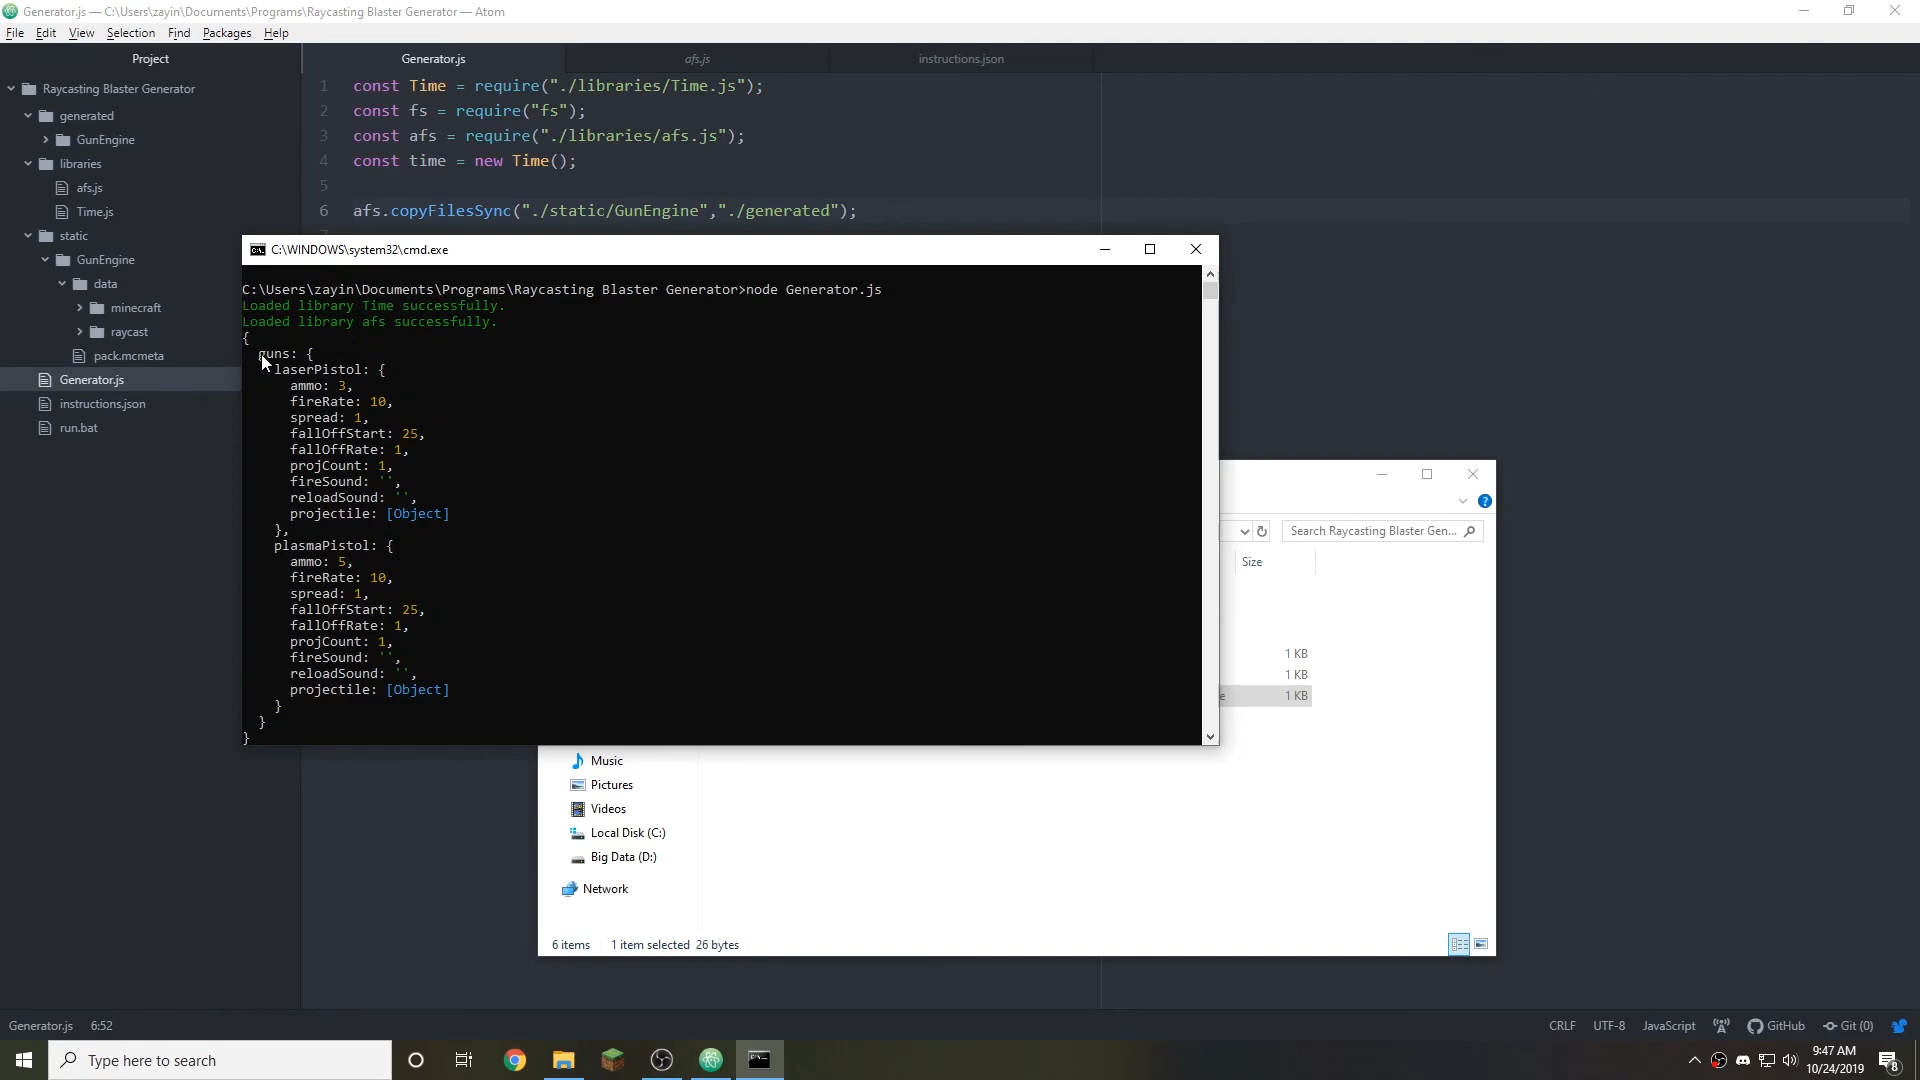 Generator.js — C:\Users\zayin\Documents\Programs\Raycasting Blaster Generator — Atom
File Edit View Selection Find Packages Help
Project
Generator.js
afs.js
instructions.json
Raycasting Blaster Generator
generated
GunEngine
libraries
afs.js
Time.js
static
GunEngine
data
minecraft
raycast
pack.mcmeta
Generator.js
instructions.json
run.bat
1 const Time = require("./libraries/Time.js");
2 const fs = require("fs");
3 const afs = require("./libraries/afs.js");
4 const time = new Time();
5
6 afs.copyFilesSync("./static/GunEngine","./generated");
C:\WINDOWS\system32\cmd.exe
C:\Users\zayin\Documents\Programs\Raycasting Blaster Generator>node Generator.js
Loaded library Time successfully.
Loaded library afs successfully.
{
guns: {
laserPistol: {
ammo: 3,
fireRate: 10,
spread: 1,
fallOffStart: 25,
fallOffRate: 1,
projCount: 1,
fireSound: '',
reloadSound: '',
projectile: [Object]
},
plasmaPistol: {
ammo: 5,
fireRate: 10,
spread: 1,
fallOffStart: 25,
fallOffRate: 1,
projCount: 1,
fireSound: '',
reloadSound: '',
projectile: [Object]
}
}
}
Search Raycasting Blaster Gen...
Size
1 KB
1 KB
e 1 KB
Music
Pictures
Videos
Local Disk (C:)
Big Data (D:)
Network
6 items 1 item selected 26 bytes
Generator.js 6:52
CRLF UTF-8 JavaScript GitHub Git (0)
Type here to search
9:47 AM
10/24/2019
8